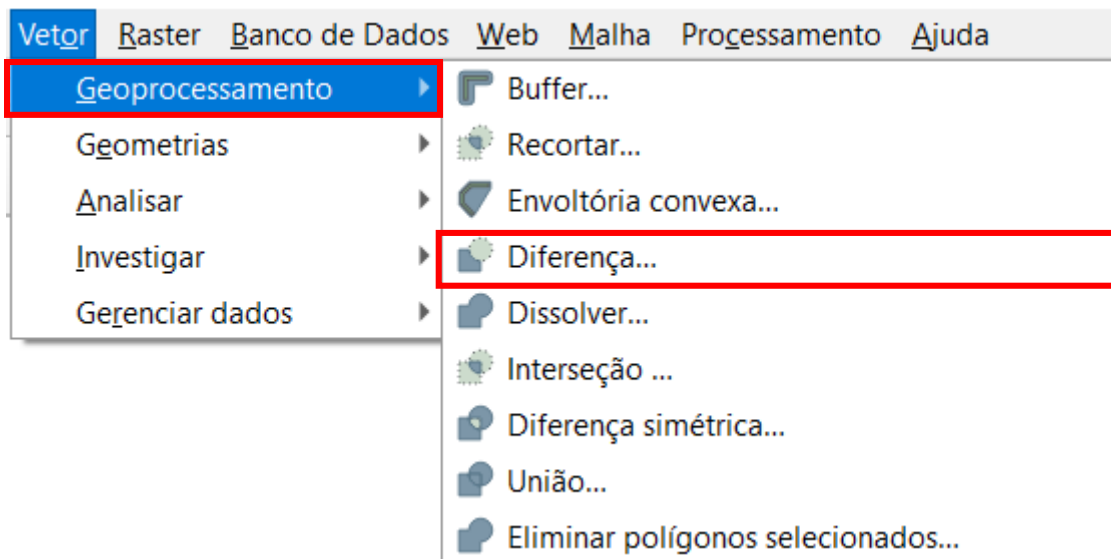 Vetor Raster Banco de Dados Web Malha Processamento Ajuda
Geoprocessamento
Geometrias
Analisar
Investigar
Gerenciar dados
Buffer...
Recortar...
Envoltória convexa...
Diferença...
Dissolver...
Interseção ...
Diferença simétrica...
União...
Eliminar polígonos selecionados...